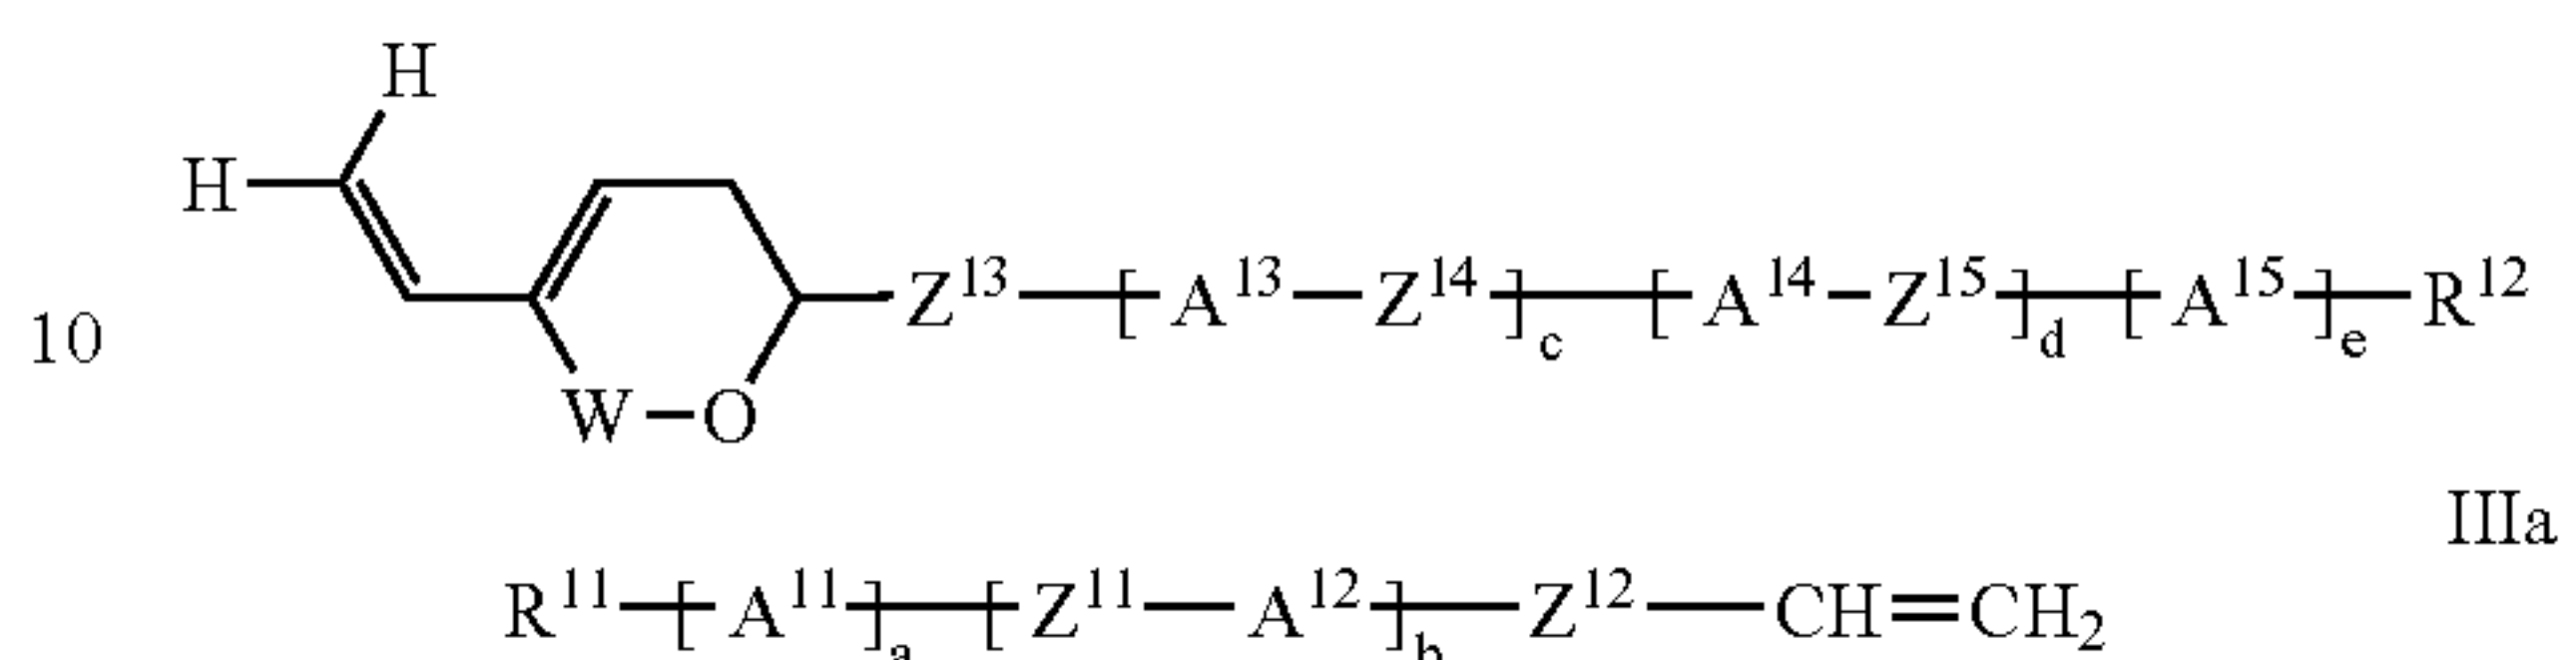 H
H
10
Z¹³—[A¹³—Z¹⁴]c—[A¹⁴—Z¹⁵]d—[A¹⁵]e—R¹²
W—O
IIIa
R¹¹—[A¹¹]a—[Z¹¹—A¹²]b—Z¹²—CH=CH₂